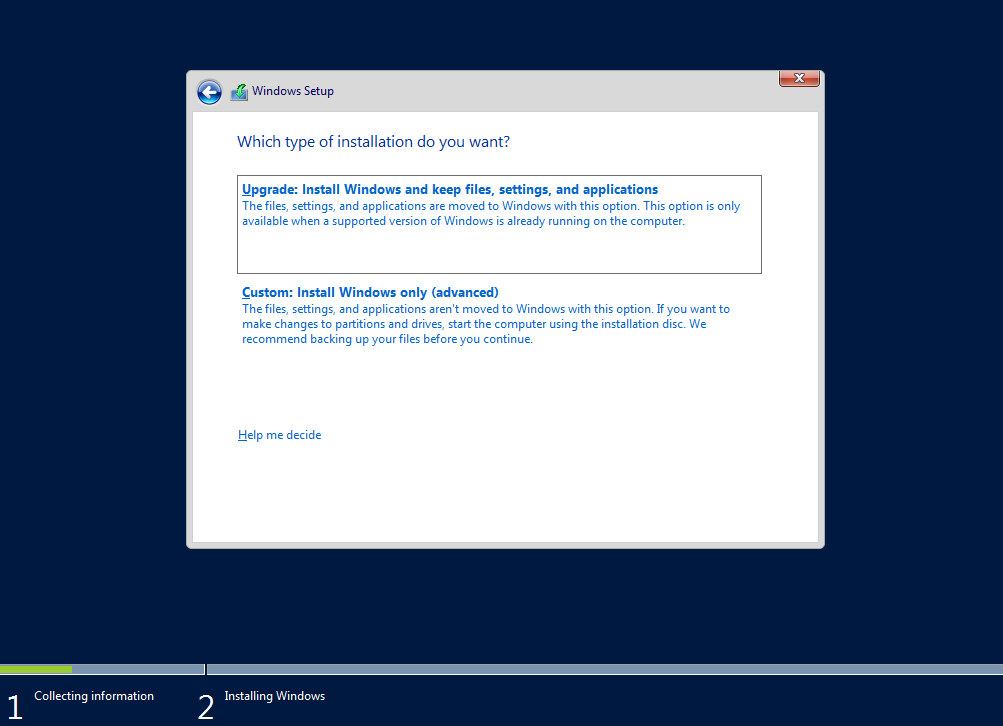 Windows Setup
Which type of installation do you want?
Upgrade: Install Windows and keep files, settings, and applications
The files, settings, and applications are moved to Windows with this option. This option is only
available when a supported version of Windows is already running on the computer.
Custom: Install Windows only (advanced)
The files, settings, and applications aren't moved to Windows with this option. If you want to
make changes to partitions and drives, start the computer using the installation disc. We
recommend backing up your files before you continue.
Help me decide
1 Collecting information
2 Installing Windows